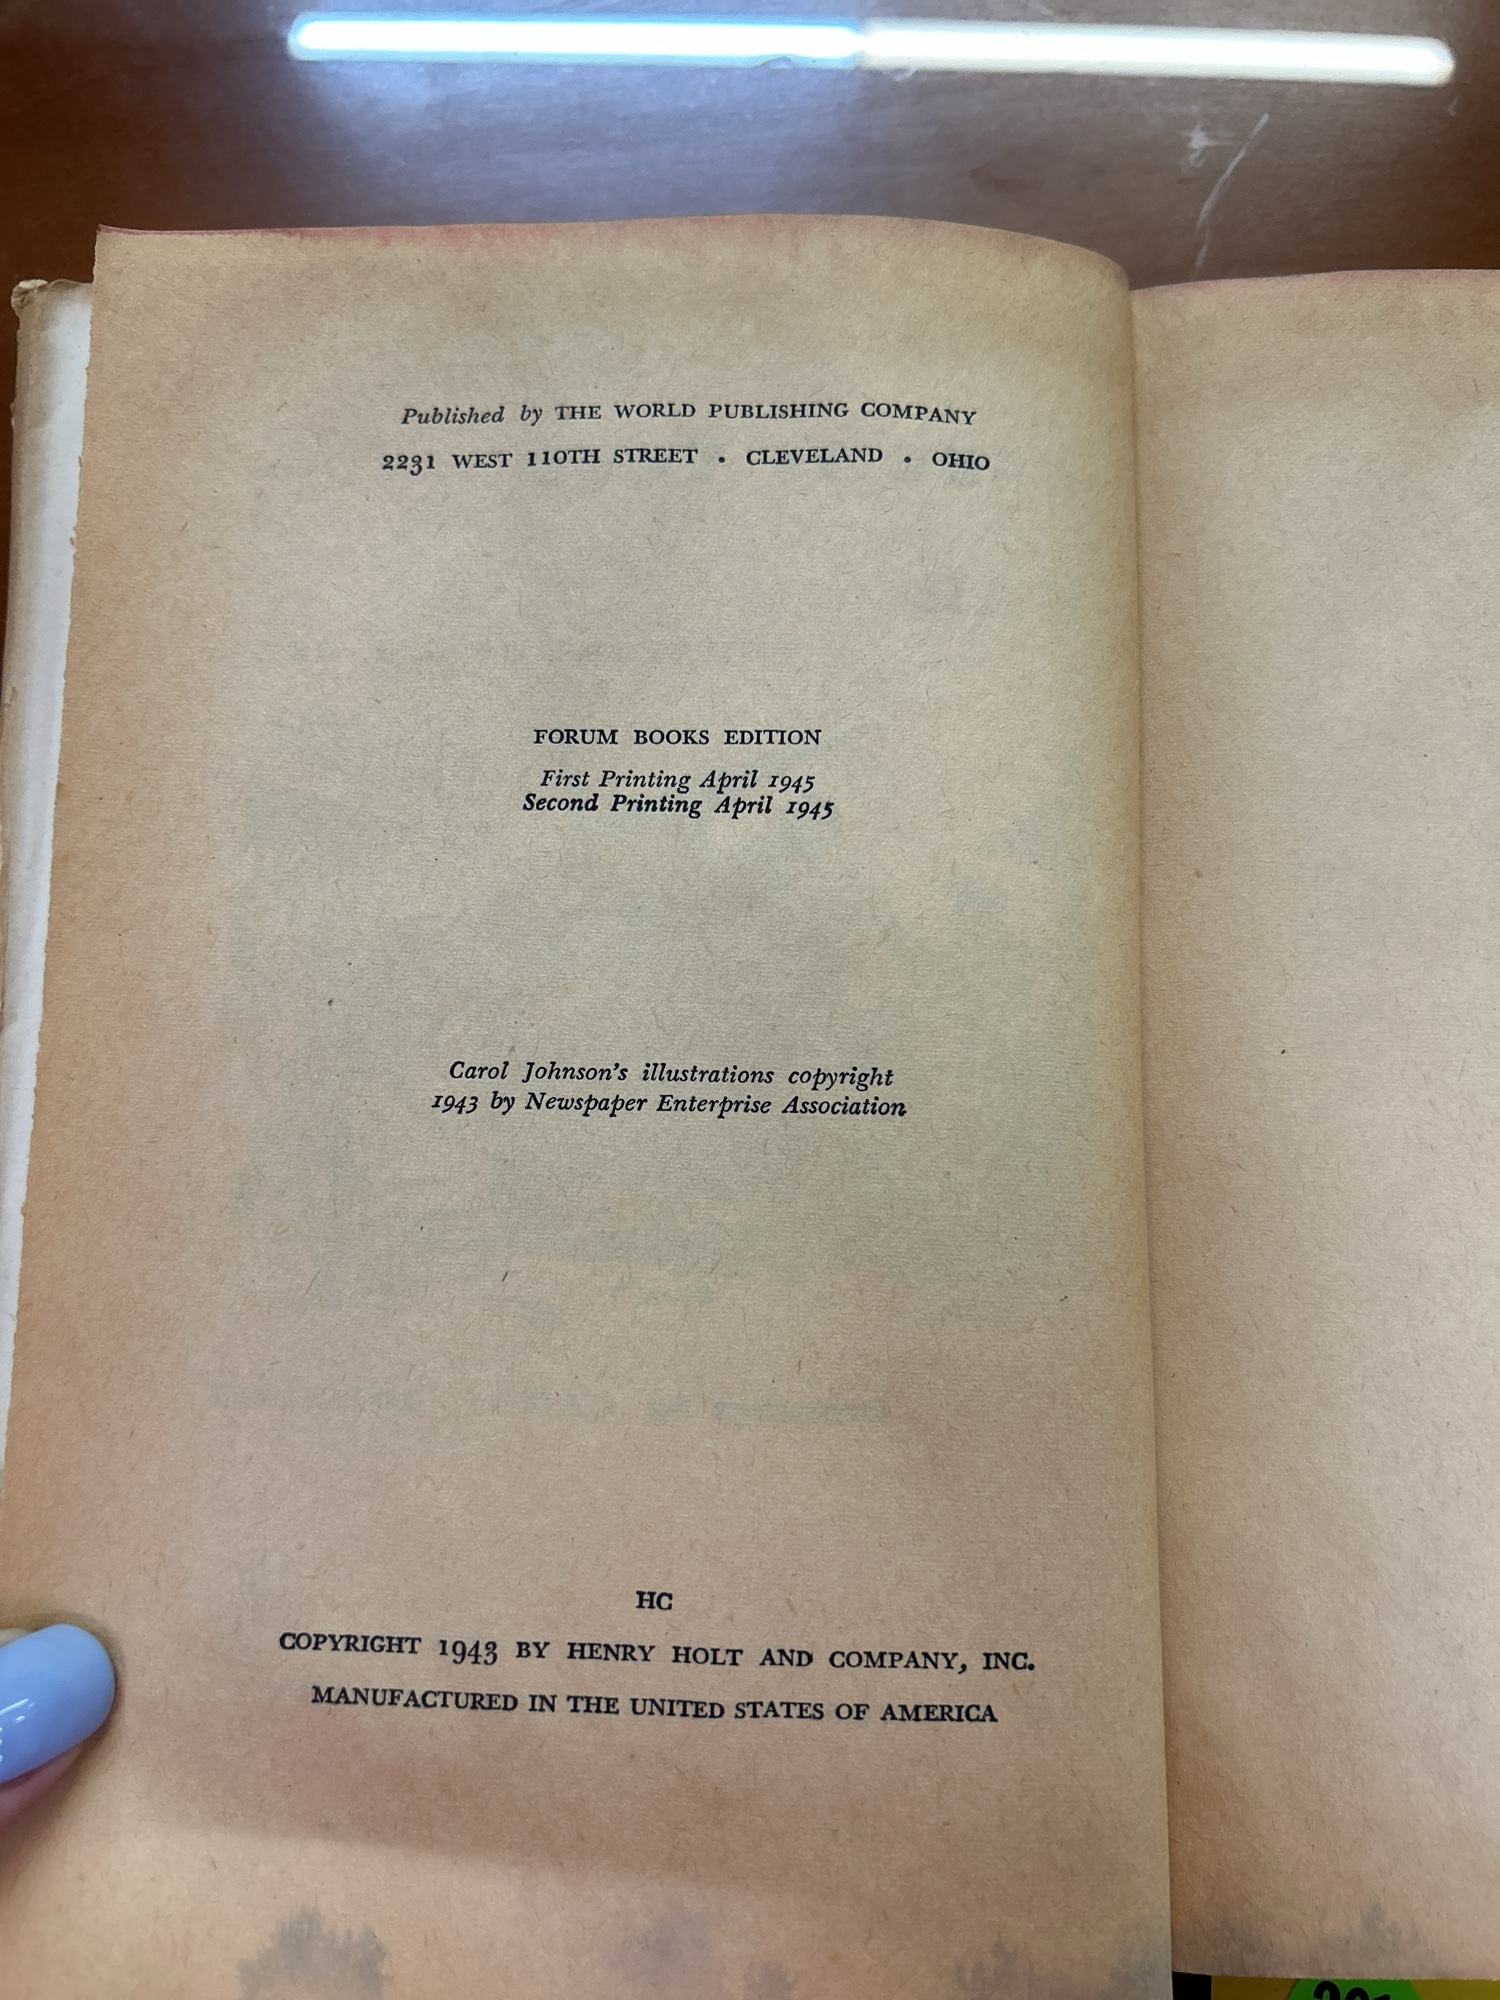 Published by THE WORLD PUBLISHING COMPANY
2231 WEST 110TH STREET . CLEVELAND . OHIO
FORUM BOOKS EDITION
First Printing April 1945
Second Printing April 1945
Carol Johnson's illustrations copyright
1943 by Newspaper Enterprise Association
HC
COPYRIGHT 1943 BY HENRY HOLT AND COMPANY, INC.
MANUFACTURED IN THE UNITED STATES OF AMERICA